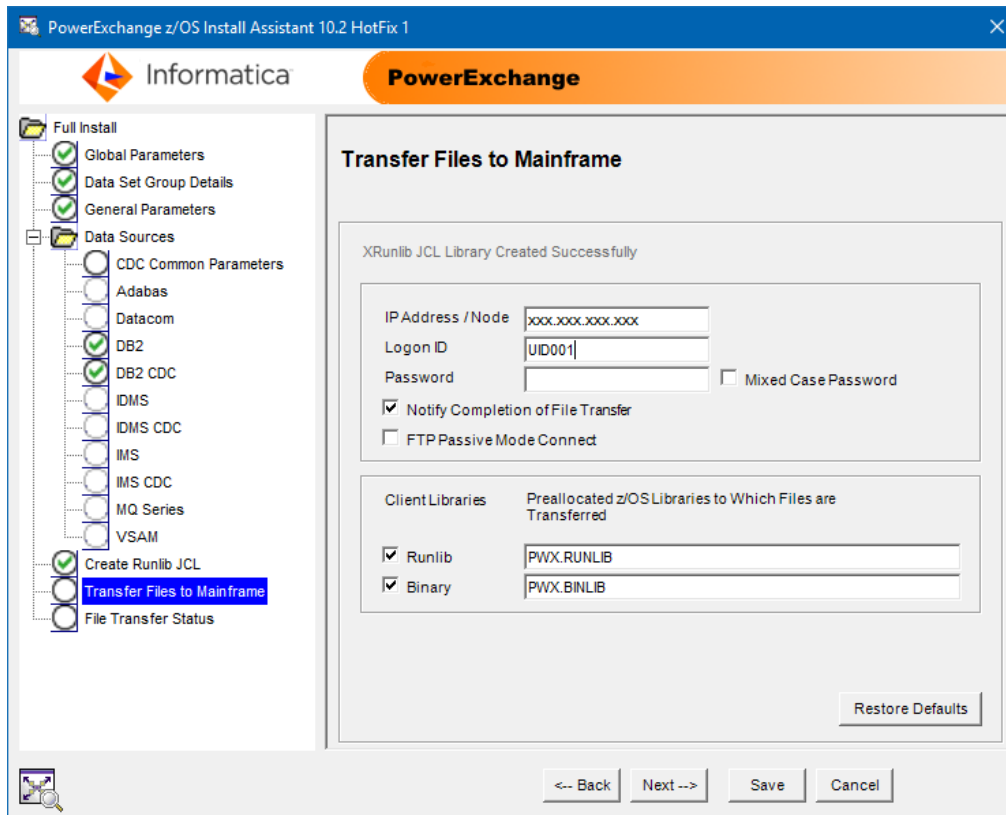 PowerExchange z/OS Install Assistant 10.2 HotFix 1
Informatica
PowerExchange
Full Install
Global Parameters
Data Set Group Details
General Parameters
Data Sources
CDC Common Parameters
Adabas
Datacom
DB2
DB2 CDC
IDMS
IDMS CDC
IMS
IMS CDC
MQ Series
VSAM
Create Runlib JCL
Transfer Files to Mainframe
File Transfer Status
Transfer Files to Mainframe
XRunlib JCL Library Created Successfully
IP Address / Node xxx.xxx.xxx.xxx
Logon ID UID001
Password Mixed Case Password
Notify Completion of File Transfer
FTP Passive Mode Connect
Client Libraries Preallocated z/OS Libraries to Which Files are
Transferred
Runlib PWX.RUNLIB
Binary PWX.BINLIB
Restore Defaults
<-- Back Next --> Save Cancel